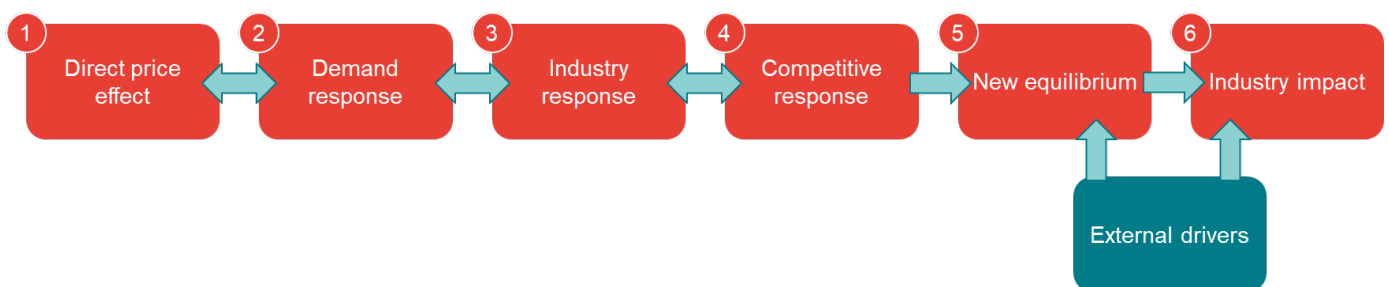 1
Direct price
effect
2
Demand
response
3
Industry
response
4
Competitive
response
5
New equilibrium
6
Industry impact
External drivers